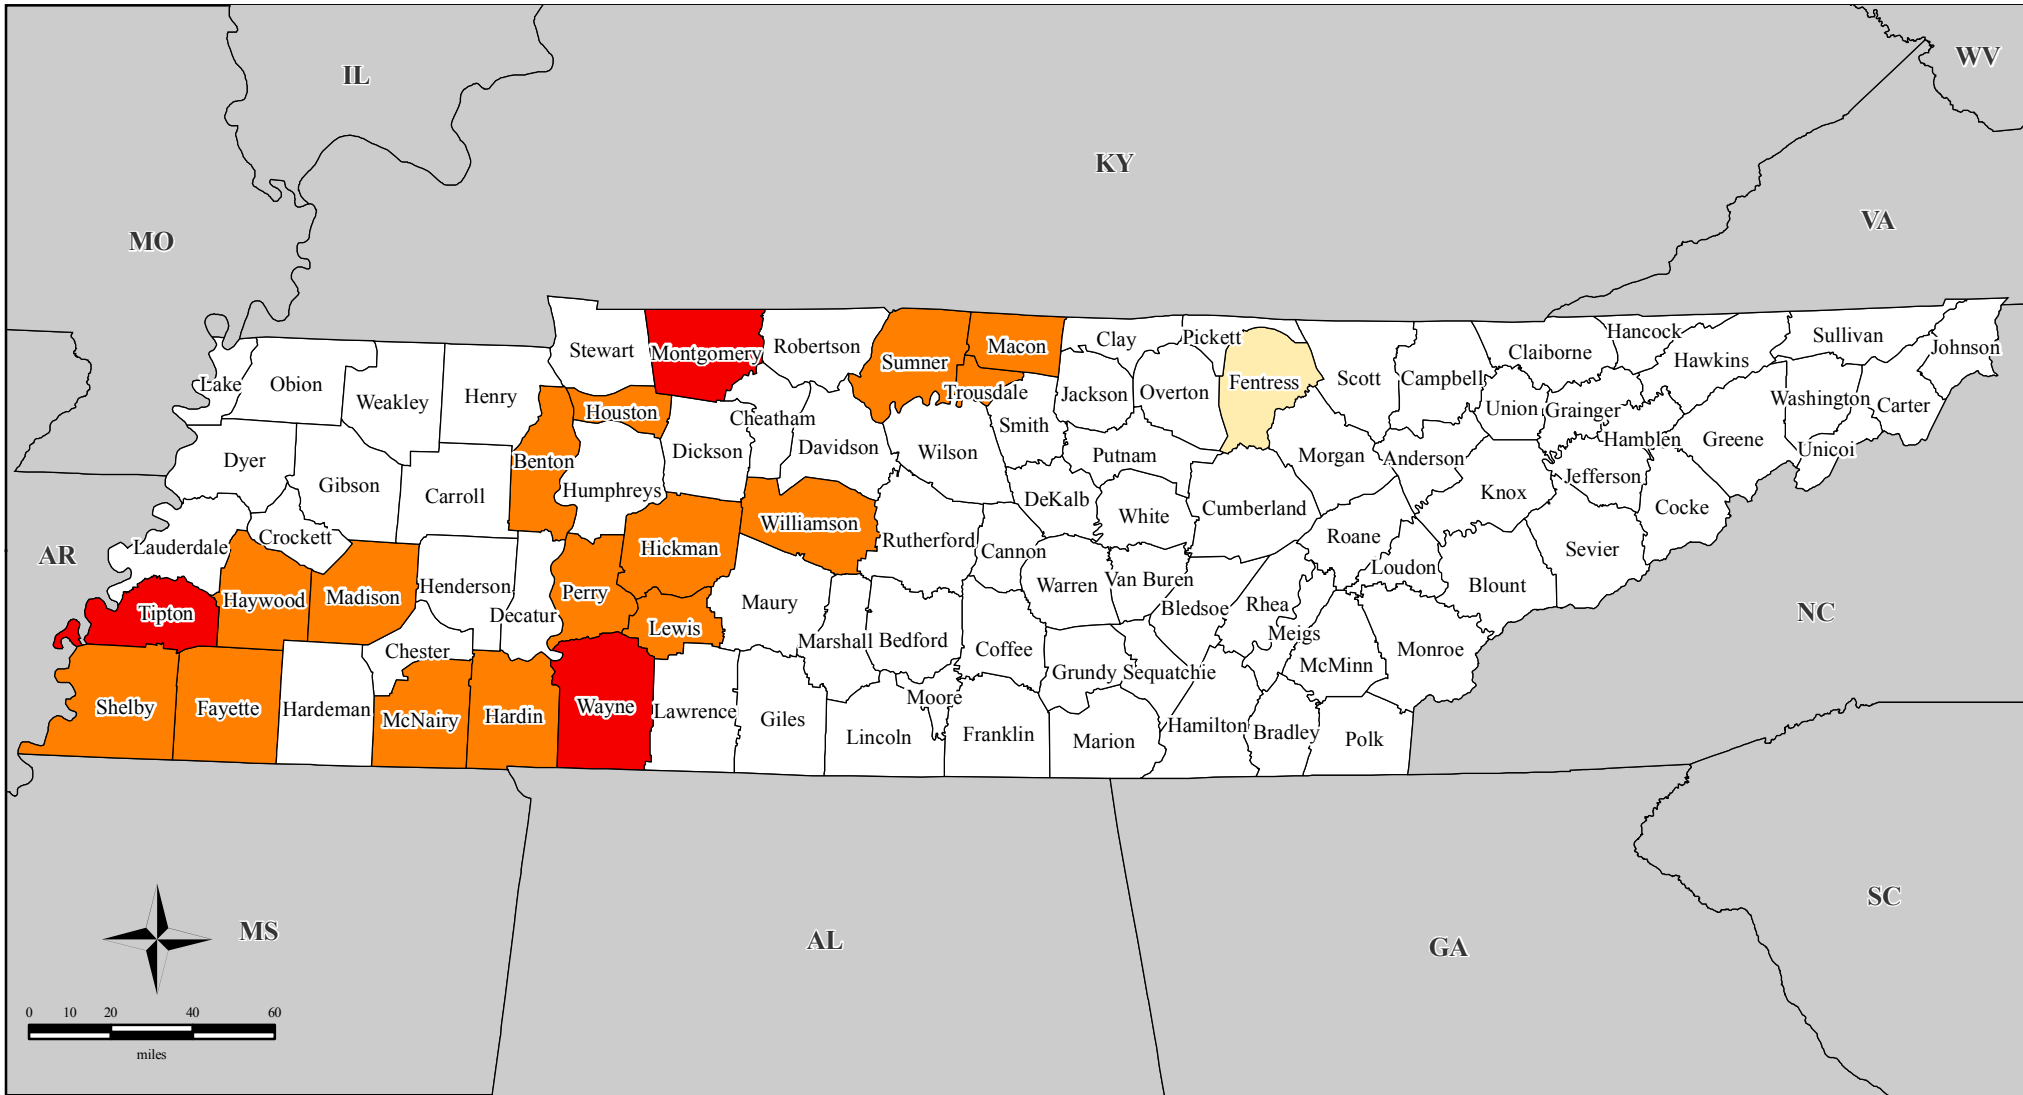 IL
WV
KY
VA
MO
Stewart
Montgomery
Robertson
Sumner
Macon
Clay
Pickett
Hancock
Sullivan
Johnson
Lake
Obion
Weakley
Henry
Houston
Cheatham
Trousdale
Smith
Jackson
Overton
Fentress
Scott
Campbell
Claiborne
Union
Grainger
Hawkins
Hamblen
Greene
Washington
Carter
Unicoi
Dyer
Gibson
Carroll
Benton
Humphreys
Dickson
Davidson
Wilson
Putnam
DeKalb
White
Cumberland
Morgan
Anderson
Knox
Jefferson
Cocke
Sevier
AR
Lauderdale
Crockett
Haywood
Madison
Henderson
Decatur
Perry
Hickman
Williamson
Rutherford
Cannon
Warren
Van Buren
Bledsoe
Rhea
Roane
Loudon
Blount
NC
Tipton
Chester
Lewis
Maury
Marshall
Bedford
Coffee
Grundy
Sequatchie
Meigs
McMinn
Monroe
Shelby
Fayette
Hardeman
McNairy
Hardin
Wayne
Lawrence
Giles
Lincoln
Moore
Franklin
Marion
Hamilton
Bradley
Polk
MS
AL
GA
SC
0 10 20 40 60
miles